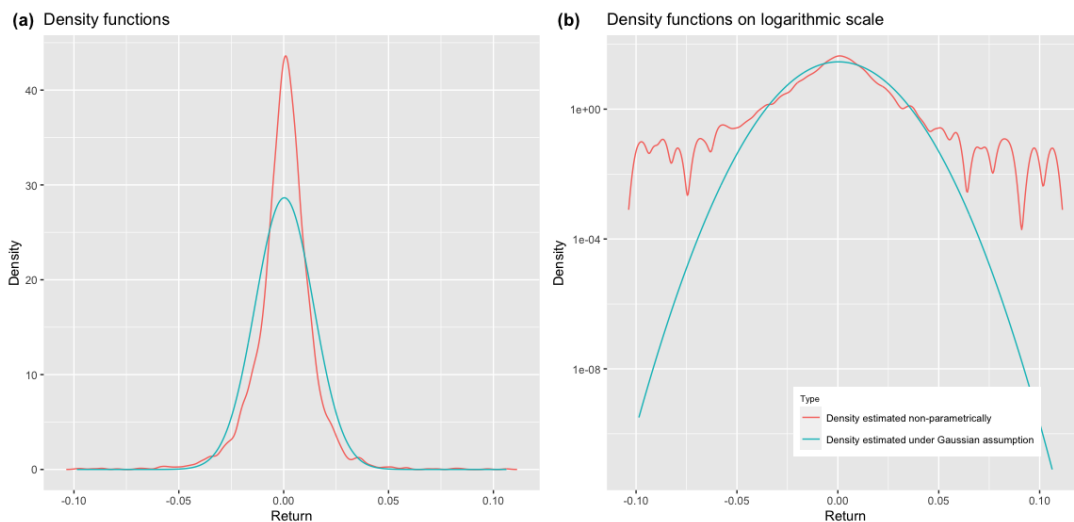 (a) Density functions
40
30
20
10
0
Density
-0.10
-0.05
0.00
0.05
0.10
Return
(b) Density functions on logarithmic scale
1e+00
1e-04
1e-08
Density
-0.10
-0.05
0.00
0.05
0.10
Return
Type
Density estimated non-parametrically
Density estimated under Gaussian assumption